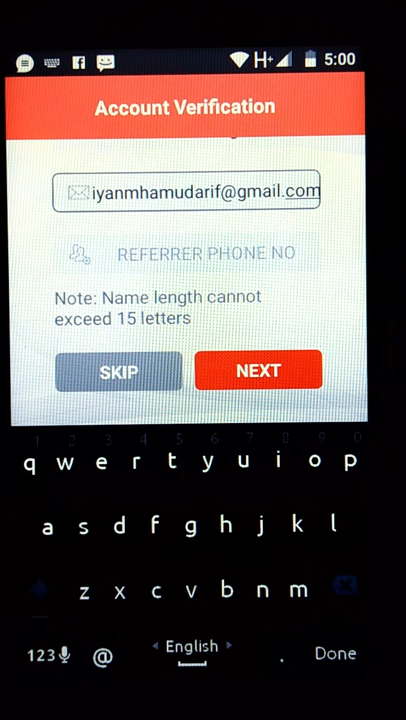 5:00
H+
Account Verification
iyanmhamudarif@gmail.com
REFERRER PHONE NO
Note: Name length cannot
exceed 15 letters
SKIP
NEXT
1 2 3 4 5 6 7 8 9 0
q w e r t y u i o p
a s d f g h j k l
z x c v b n m
123 @ English . Done